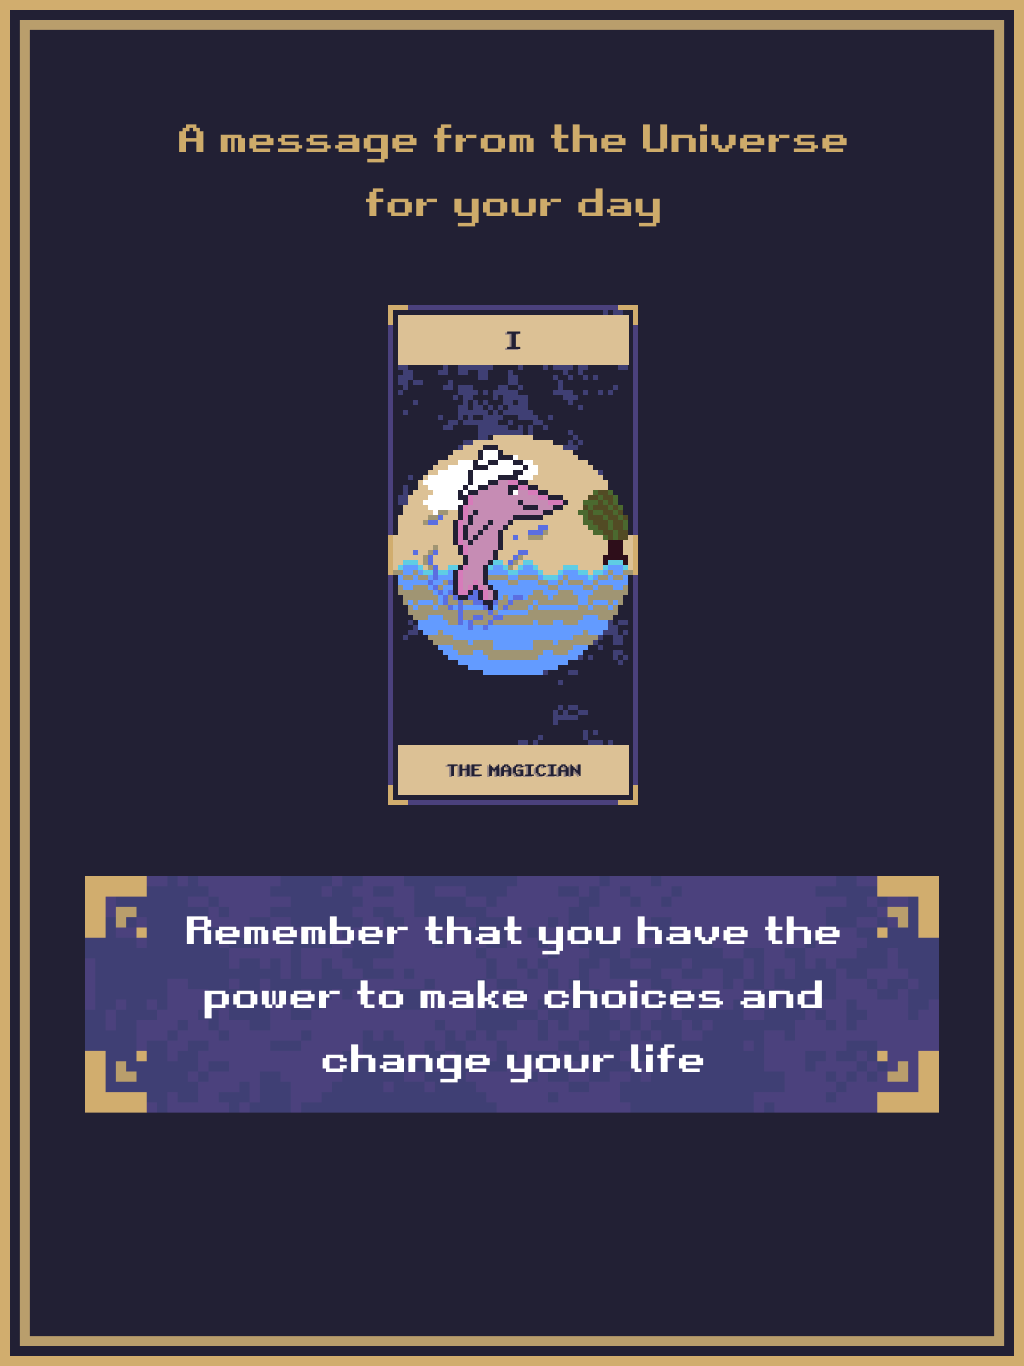 A message from the Universe
for your day
I
THE MAGICIAN
Remember that you have the
power to make choices and
change your life